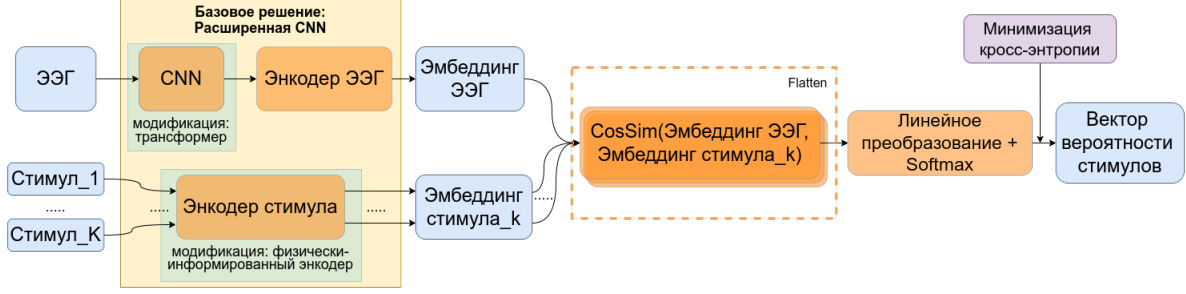 Базовое решение:
Расширенная CNN
ЭЭГ
CNN
модификация:
трансформер
Энкодер ЭЭГ
Эмбеддинг
ЭЭГ
Стимул_1
.....
Стимул_K
.....
Энкодер стимула
.....
модификация: физически-
информированный энкодер
Эмбеддинг
стимула_k
.....
Flatten
CosSim(Эмбеддинг ЭЭГ,
Эмбеддинг стимула_k)
Линейное
преобразование +
Softmax
Минимизация
кросс-энтропии
Вектор
вероятности
стимулов